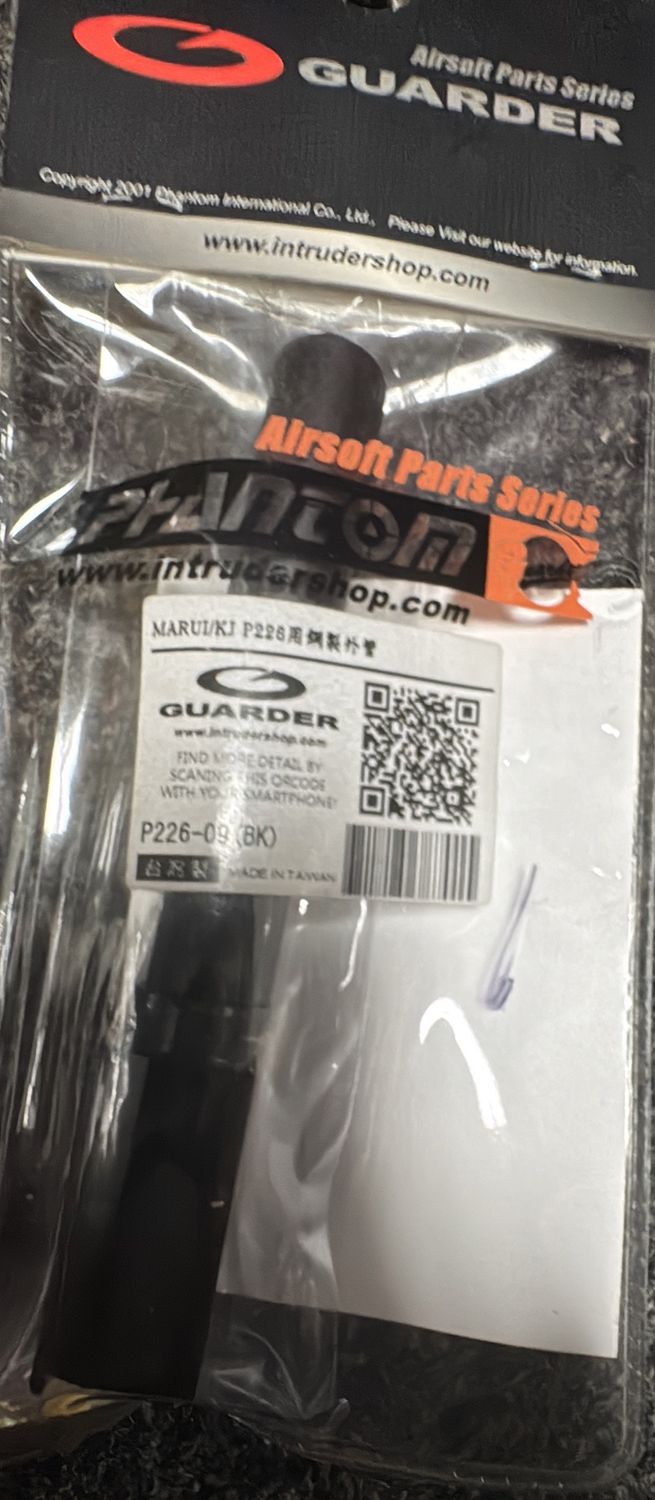 Airsoft Parts Series
GUARDER
Copyright 2001 Phantom International Co., Ltd., Please Visit our website for information.
www.intrudershop.com
Airsoft Parts Series
PHANTOM
www.intrudershop.com
MARUI/KJ P226用鋼製外管
GUARDER
www.intrudershop.com
FIND MORE DETAIL BY
SCANING THIS QRCODE
WITH YOUR SMARTPHONE!
P226-09(BK)
台灣製 MADE IN TAIWAN